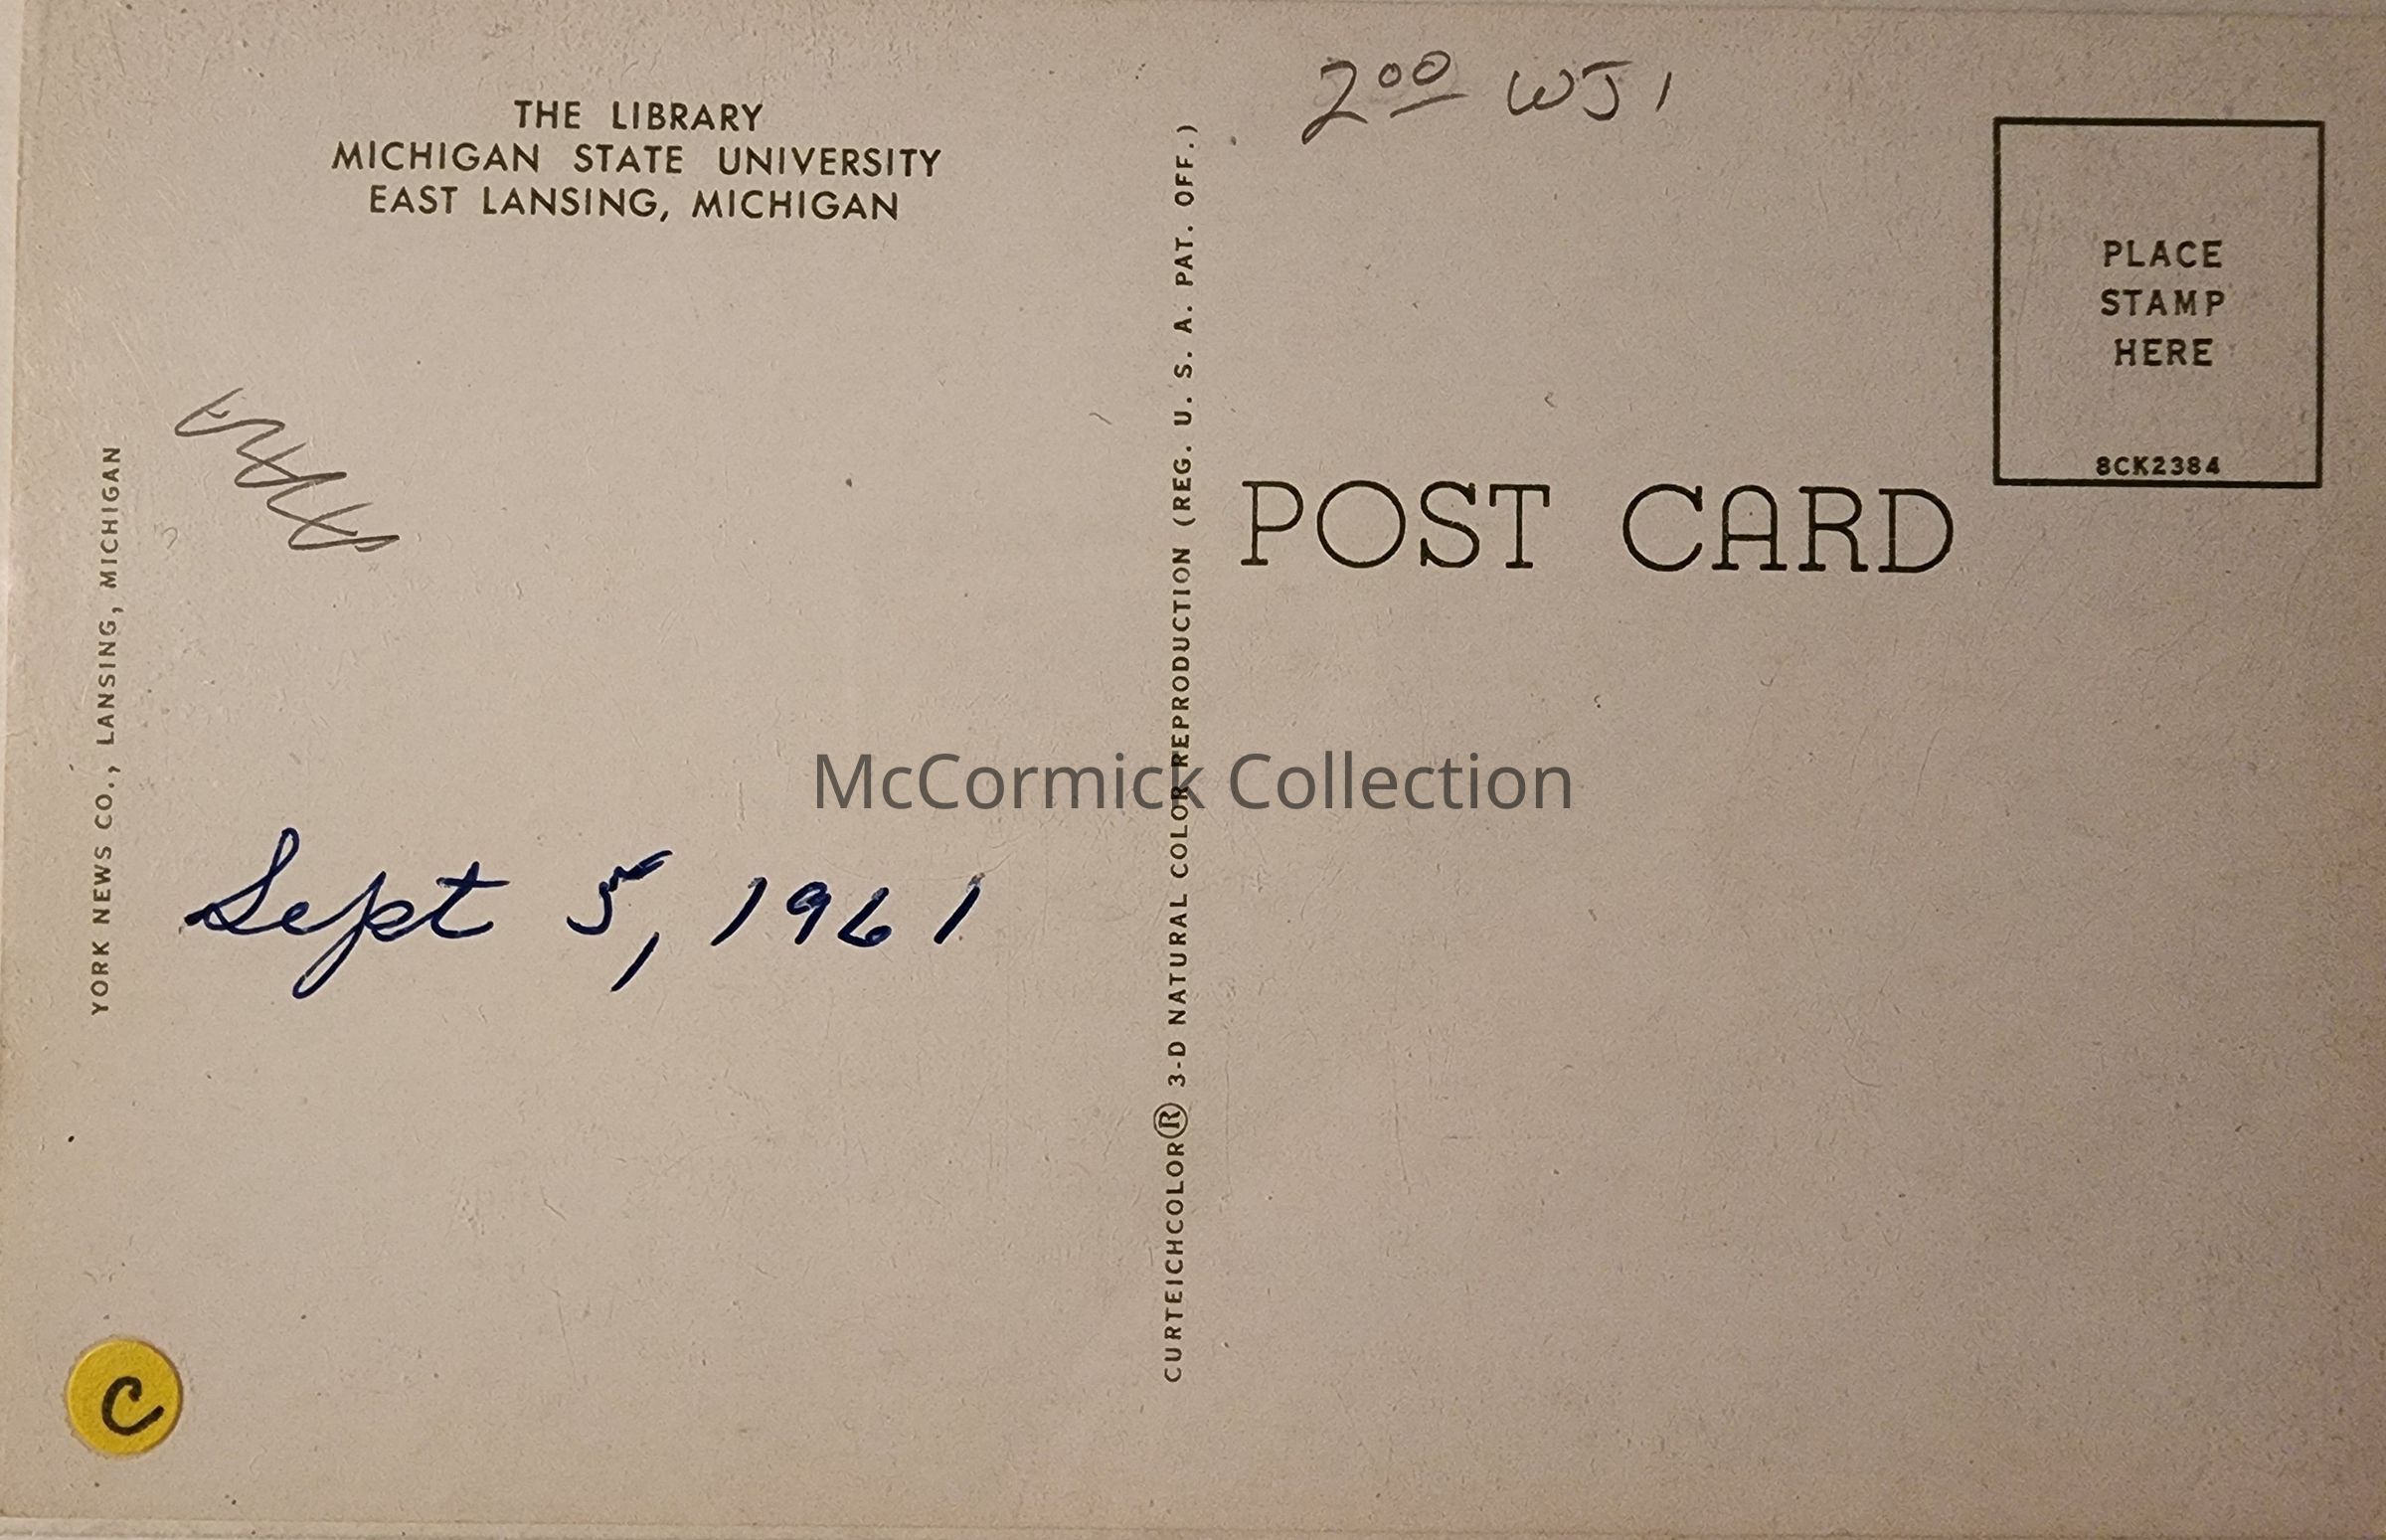 THE LIBRARY
MICHIGAN STATE UNIVERSITY
EAST LANSING, MICHIGAN
YORK NEWS CO., LANSING, MICHIGAN
Sept 5, 1961
C
CURTEICHCOLOR® 3-D NATURAL COLOR REPRODUCTION (REG. U. S. A. PAT. OFF.)
200 WJ1
PLACE
STAMP
HERE
8CK2384
POST CARD
McCormick Collection